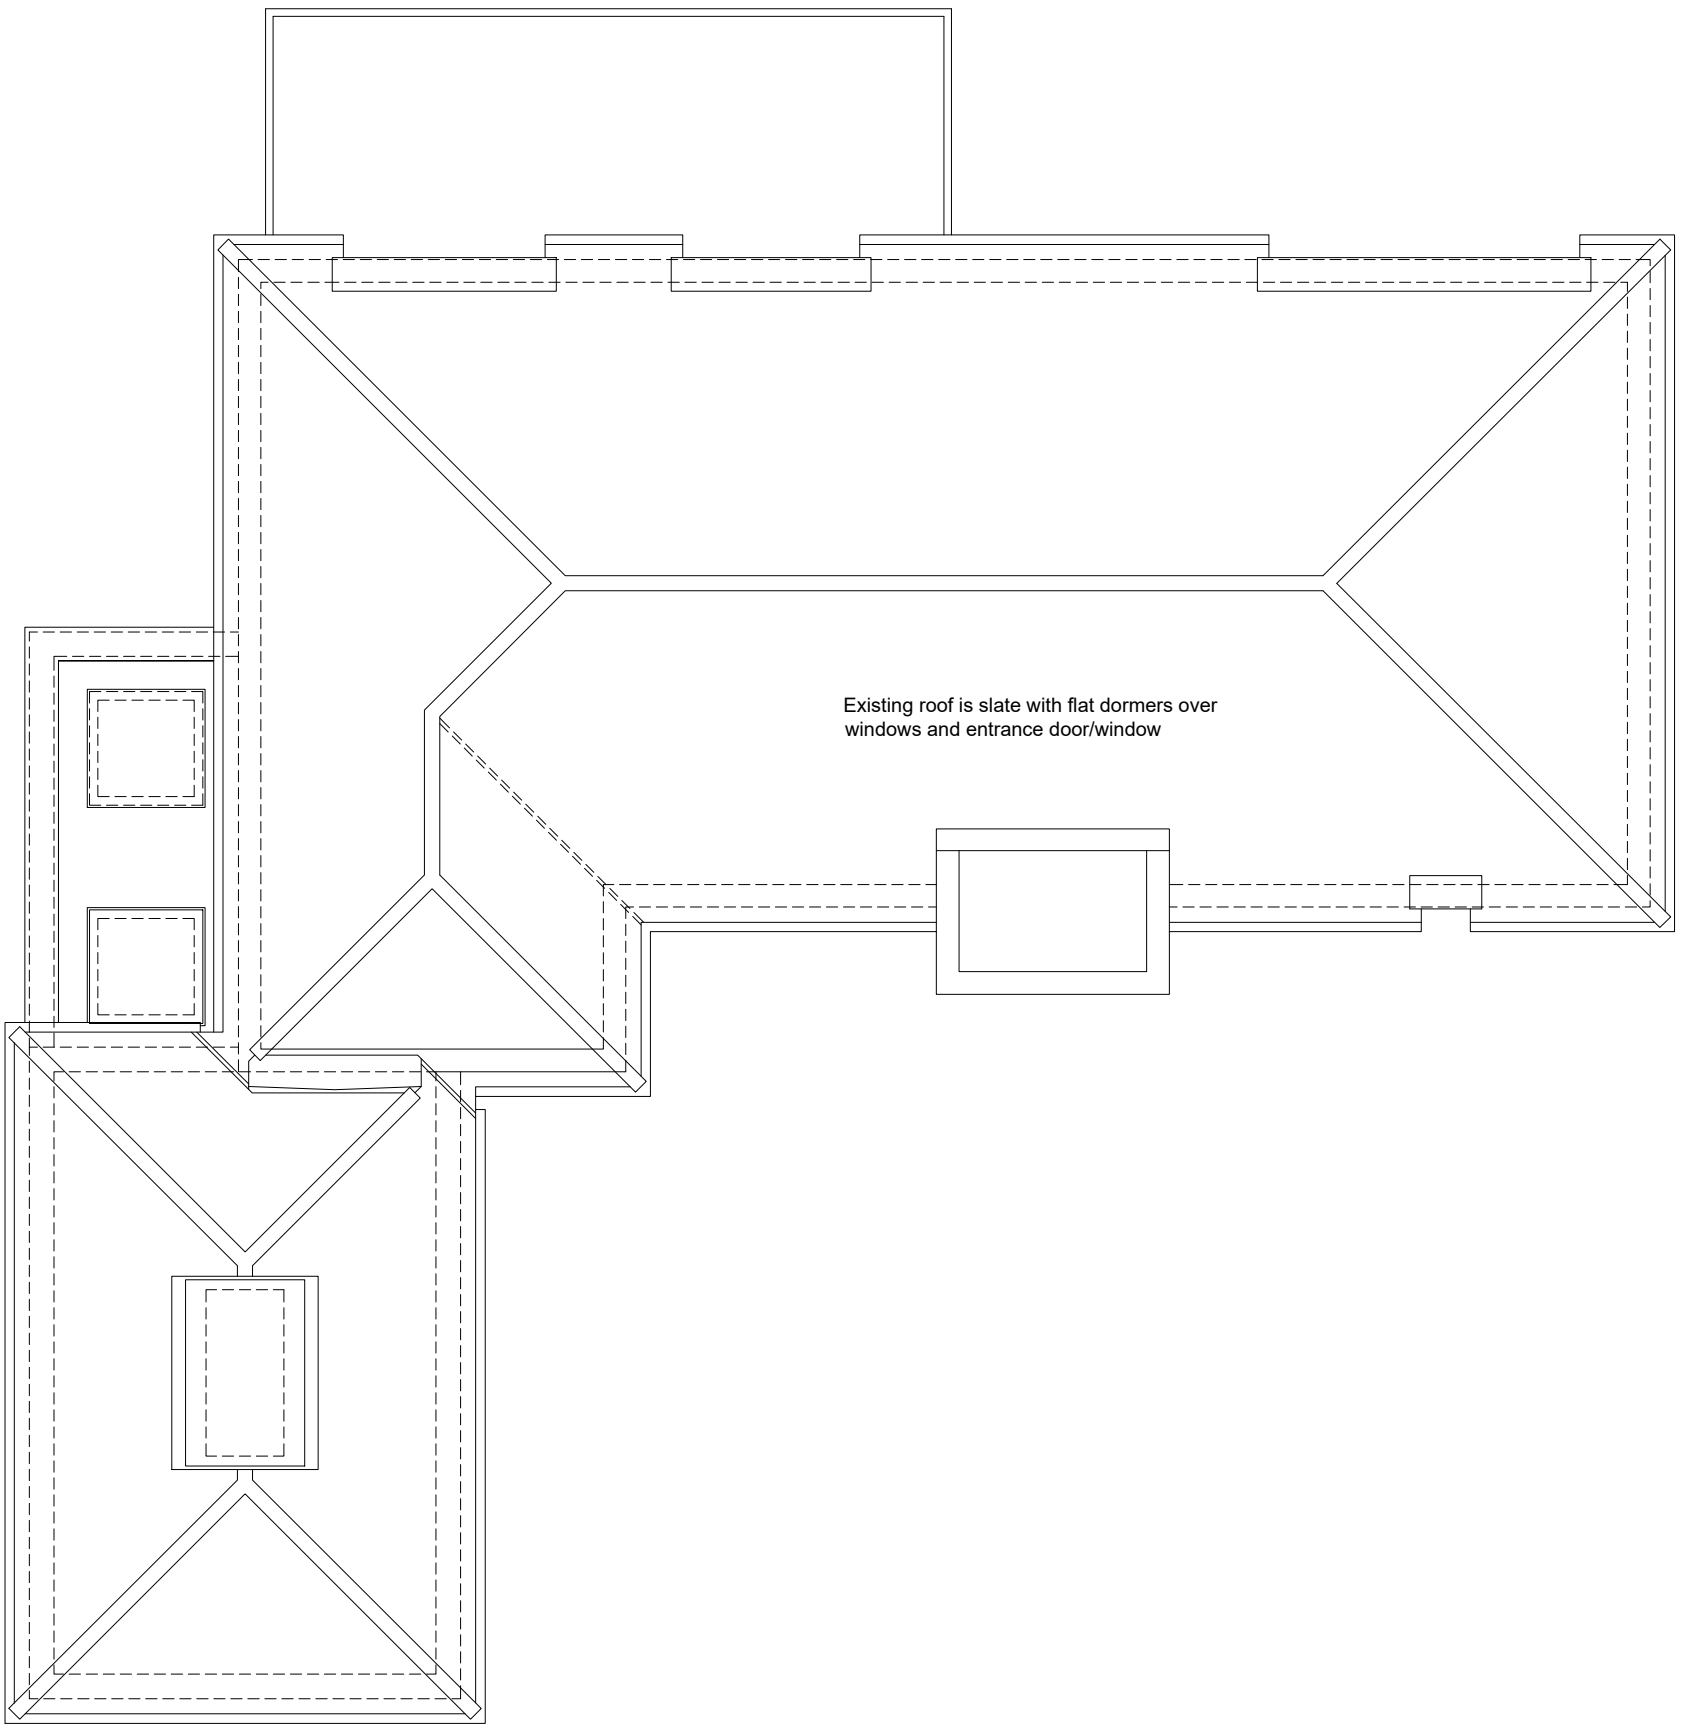 Existing roof is slate with flat dormers over
windows and entrance door/window